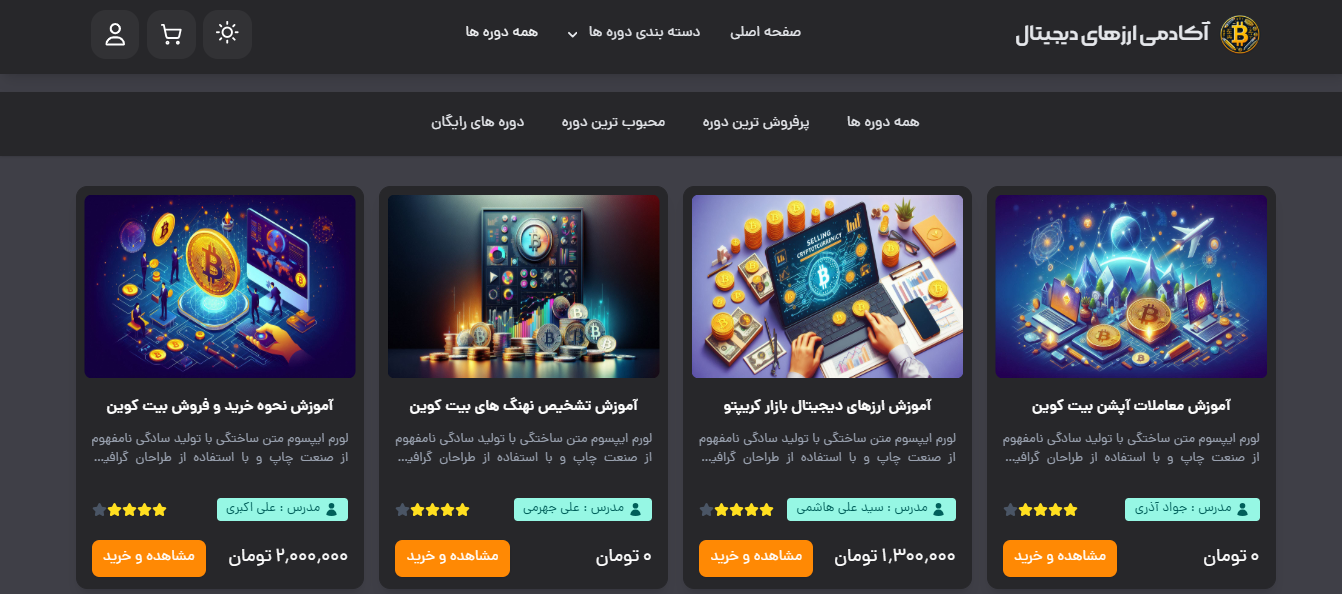 آکادمی ارزهای دیجیتال
صفحه اصلی
دسته بندی دوره ها
همه دوره ها
همه دوره ها
پرفروش ترین دوره
محبوب ترین دوره
دوره های رایگان
SELLING
CRYPTOCURRENCY
آموزش معاملات آپشن بیت کوین
لورم ایپسوم متن ساختگی با تولید سادگی نامفهوم
از صنعت چاپ و با استفاده از طراحان گرافی...
مدرس : جواد آذری
۰ تومان
مشاهده و خرید
آموزش ارزهای دیجیتال بازار کریپتو
لورم ایپسوم متن ساختگی با تولید سادگی نامفهوم
از صنعت چاپ و با استفاده از طراحان گرافی...
مدرس : سید علی هاشمی
۱,۳۰۰,۰۰۰ تومان
مشاهده و خرید
آموزش تشخیص نهنگ های بیت کوین
لورم ایپسوم متن ساختگی با تولید سادگی نامفهوم
از صنعت چاپ و با استفاده از طراحان گرافی...
مدرس : علی جهرمی
۰ تومان
مشاهده و خرید
آموزش نحوه خرید و فروش بیت کوین
لورم ایپسوم متن ساختگی با تولید سادگی نامفهوم
از صنعت چاپ و با استفاده از طراحان گرافی...
مدرس : علی اکبری
۲,۰۰۰,۰۰۰ تومان
مشاهده و خرید